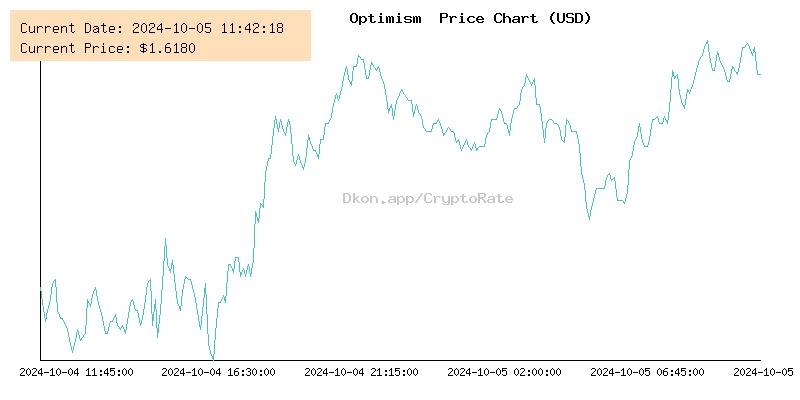 Optimism  Price Chart (USD)
Current Date: 2024-10-05 11:42:18
Current Price: $1.6180
Dkon.app/CryptoRate
2024-10-04 11:45:00 2024-10-04 16:30:00 2024-10-04 21:15:00 2024-10-05 02:00:00 2024-10-05 06:45:00 2024-10-05